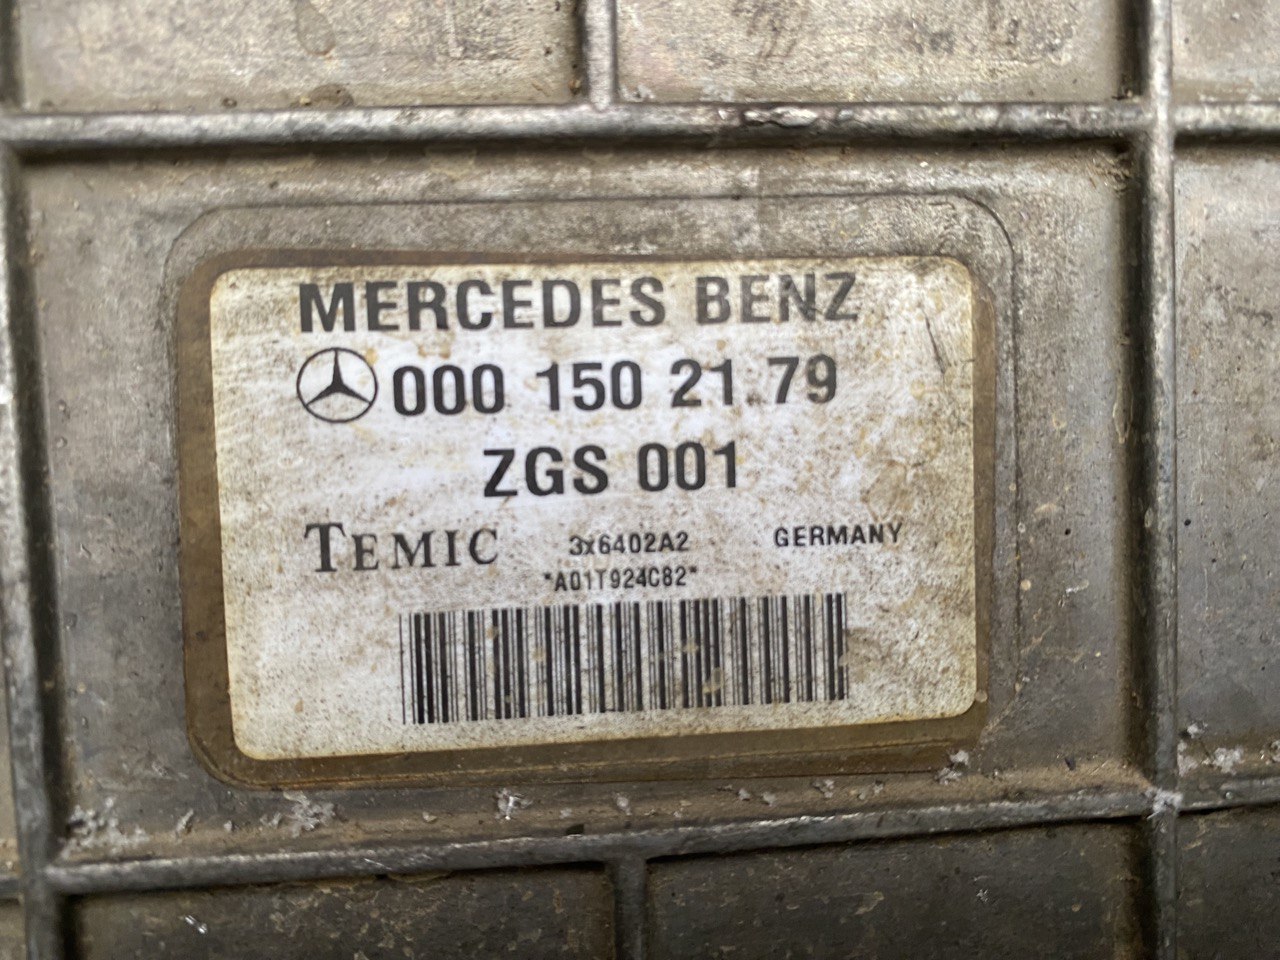 MERCEDES BENZ
000 150 21 79
ZGS 001
TEMIC 3x6402A2 GERMANY
*A01T924C82*